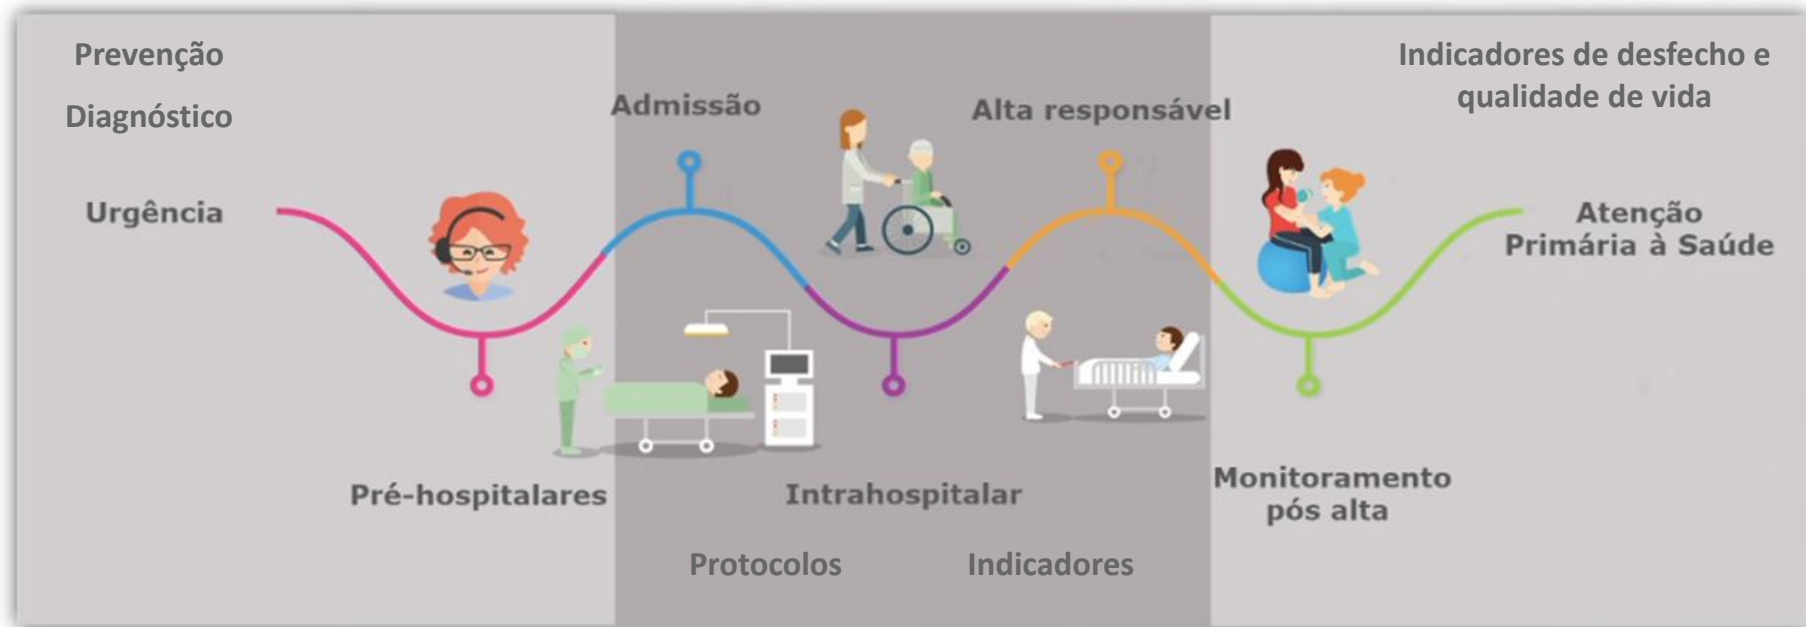 Prevenção
Diagnóstico
Urgência
Pré-hospitalares
Admissão
Intrahospitalar
Protocolos
Indicadores
Alta responsável
Monitoramento
pós alta
Indicadores de desfecho e
qualidade de vida
Atenção
Primária à Saúde